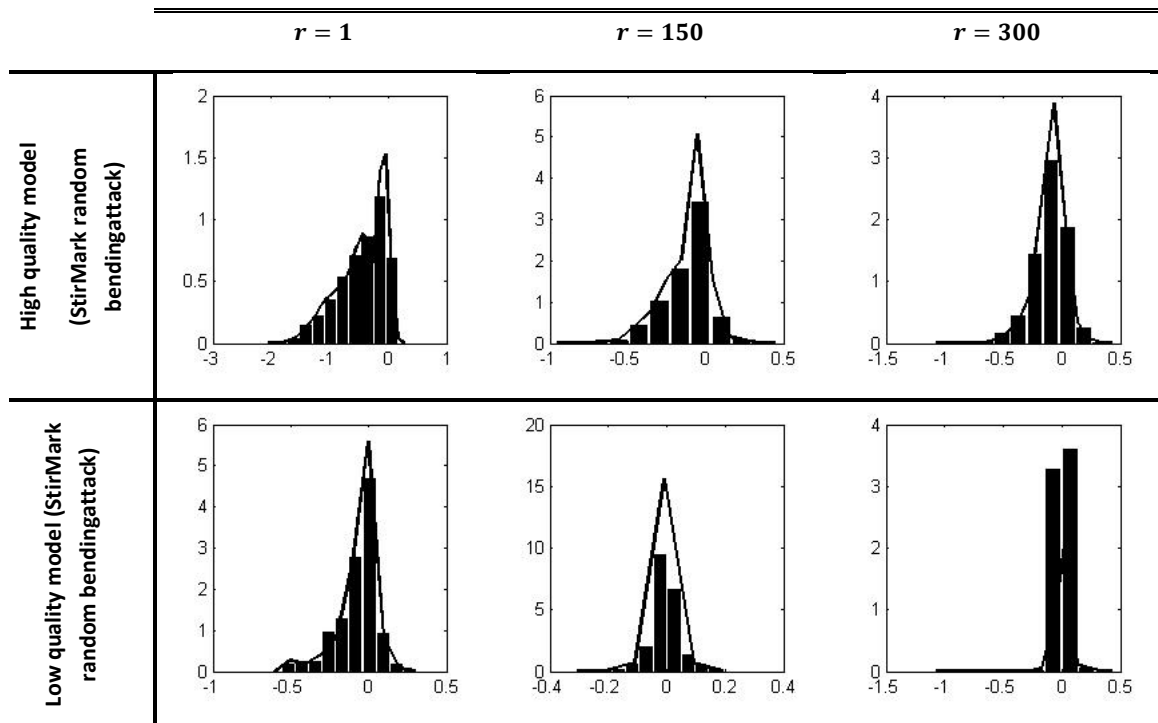 r = 1 r = 150 r = 300
High quality model
(StirMark random
bendingattack)
2
1.5
1
0.5
0
-3 -2 -1 0 1
6
5
4
3
2
1
0
-1 -0.5 0 0.5
4
3
2
1
0
-1.5 -1 -0.5 0 0.5
Low quality model (StirMark
random bendingattack)
6
5
4
3
2
1
0
-1 -0.5 0 0.5
20
15
10
5
0
-0.4 -0.2 0 0.2 0.4
4
3
2
1
0
-1.5 -1 -0.5 0 0.5